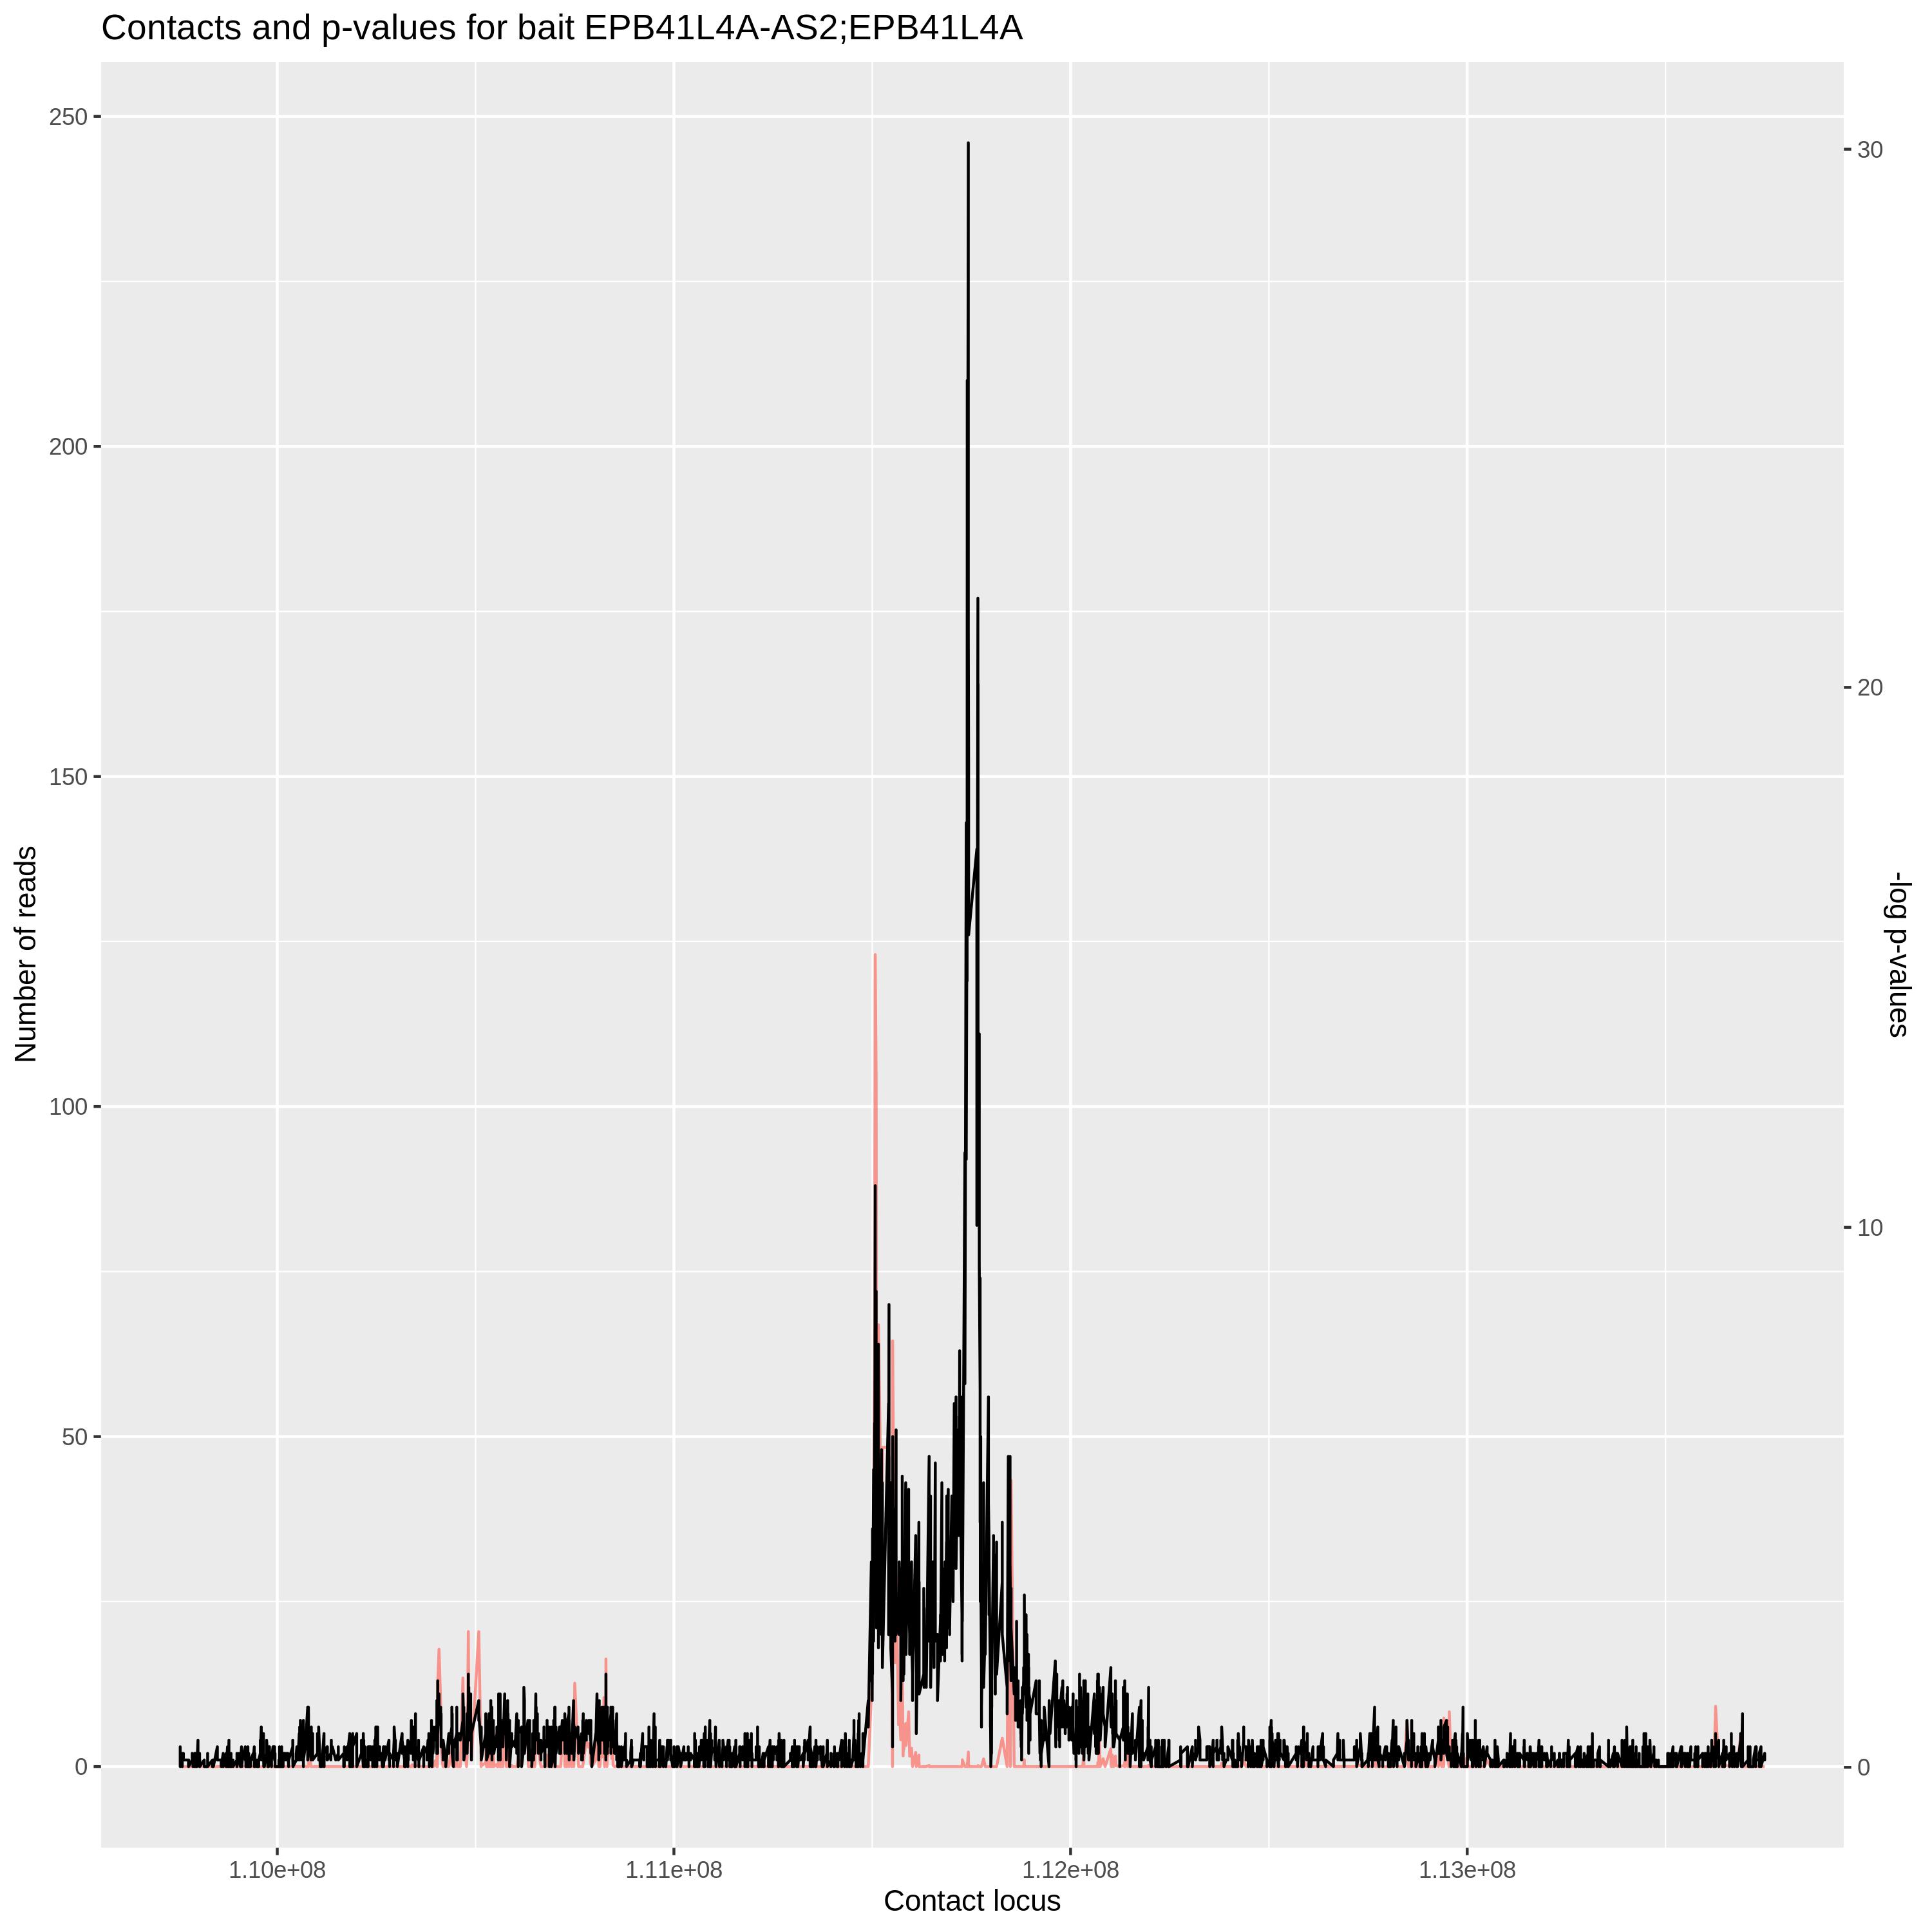 Contacts and p-values for bait EPB41L4A-AS2;EPB41L4A
250
200
150
100
50
0
Number of reads
30
20
10
0
-log p-values
1.10e+08
1.11e+08
1.12e+08
1.13e+08
Contact locus